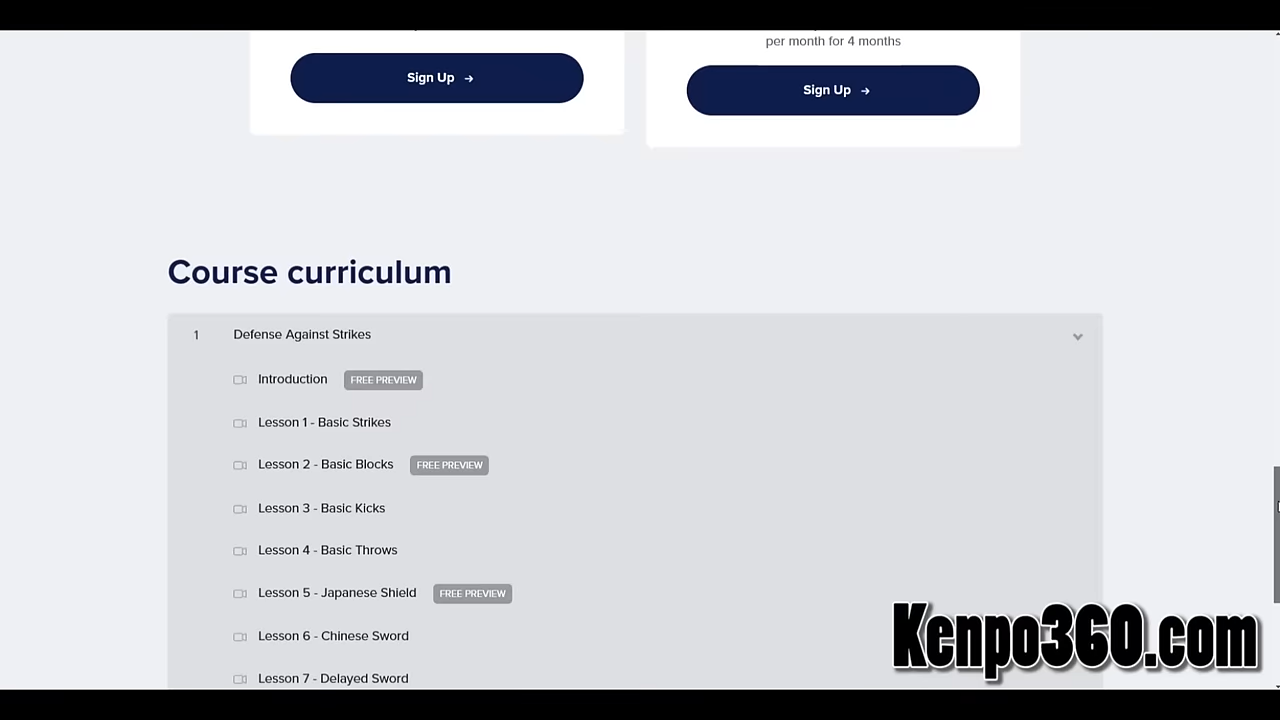 per month for 4 months
Sign Up →
Sign Up →
Course curriculum
1 Defense Against Strikes
Introduction FREE PREVIEW
Lesson 1 - Basic Strikes
Lesson 2 - Basic Blocks FREE PREVIEW
Lesson 3 - Basic Kicks
Lesson 4 - Basic Throws
Lesson 5 - Japanese Shield FREE PREVIEW
Lesson 6 - Chinese Sword
Lesson 7 - Delayed Sword
Kenpo360.com